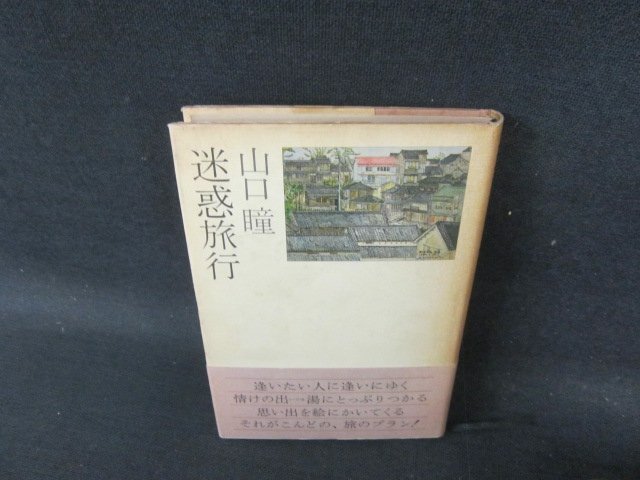 山口 瞳
迷惑旅行
逢いたい人に逢いにゆく
情けの出一湯にとっぷりつかる
思い出を絵にかいてくる
それがこんどの、旅のプラン!